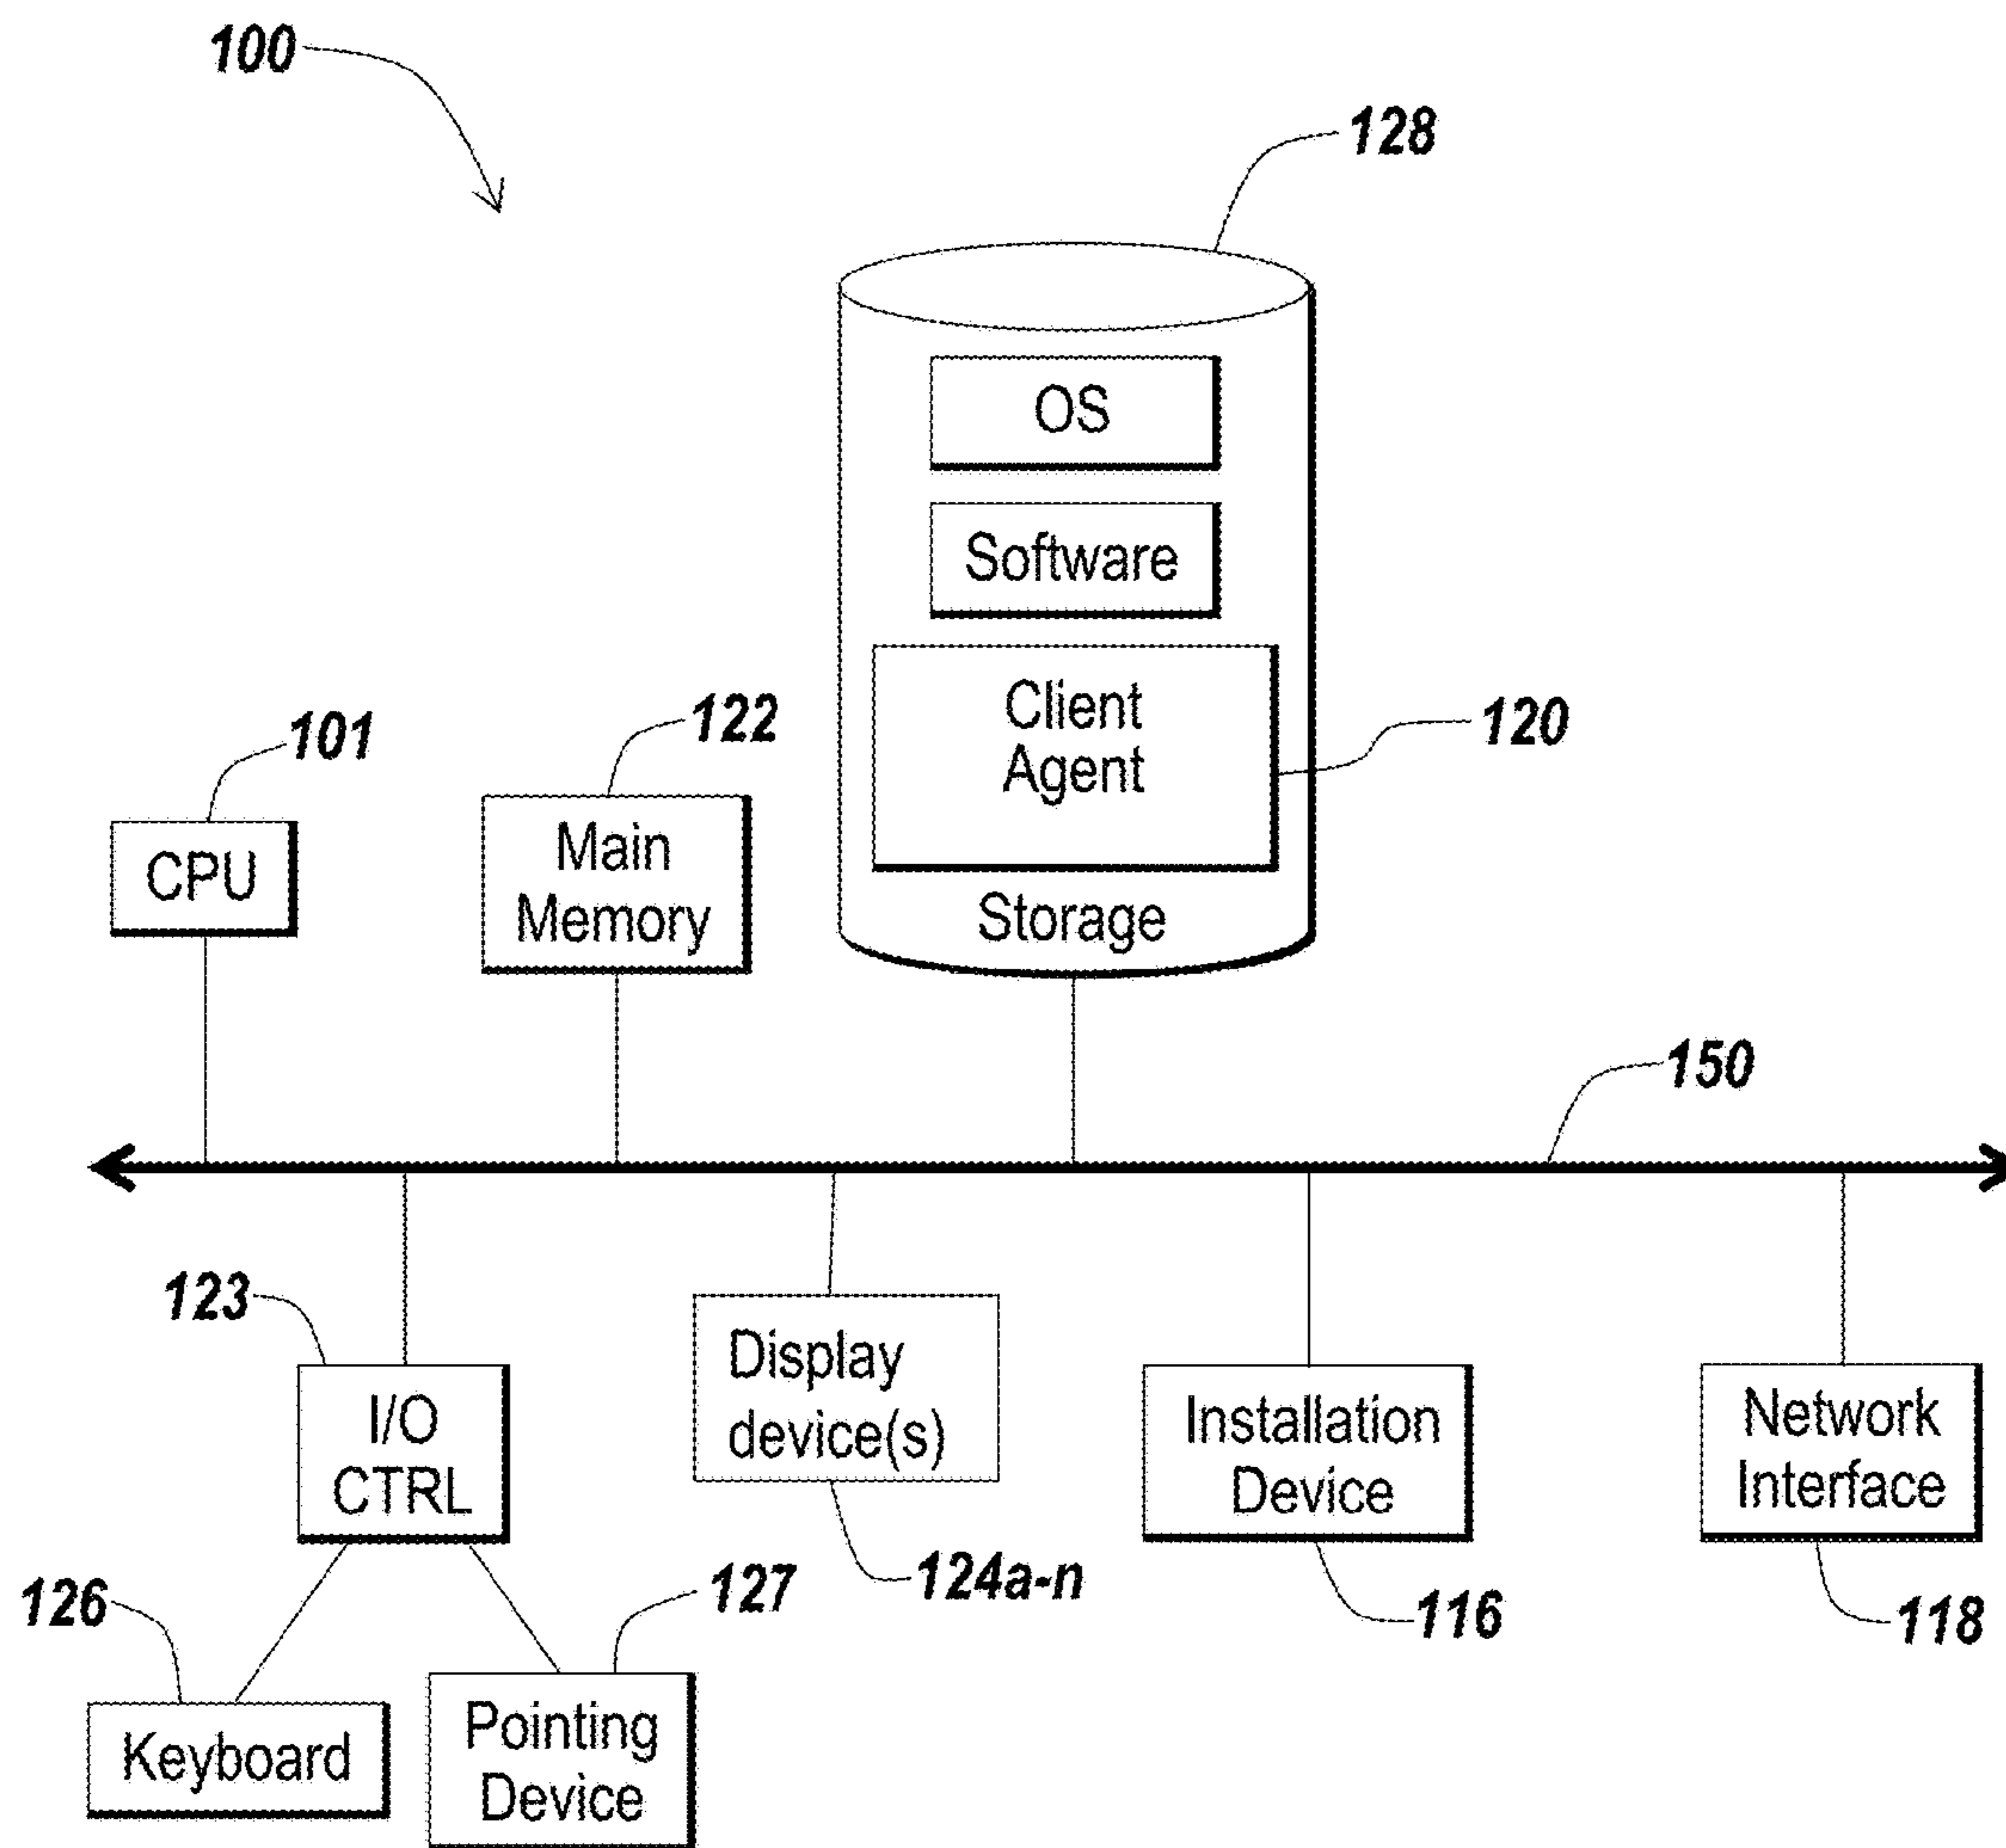 100
128
OS
Software
Client
Agent
120
Storage
101
CPU
122
Main
Memory
150
123
I/O
CTRL
Display
device(s)
124a-n
Installation
Device
116
Network
Interface
118
126
Keyboard
127
Pointing
Device